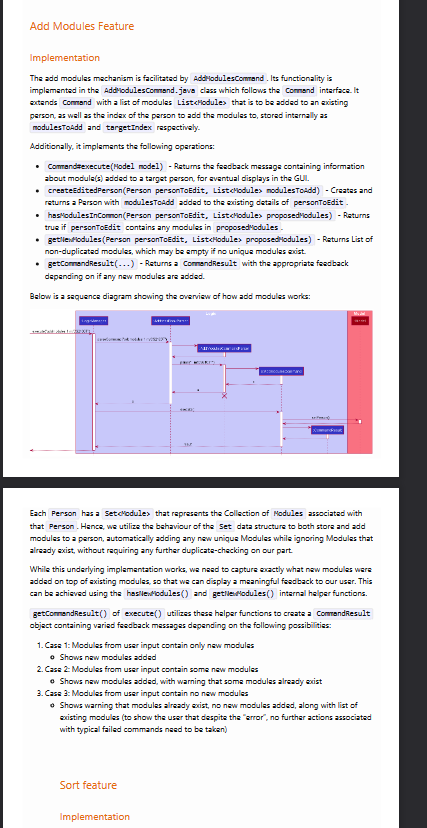 Add Modules Feature
Implementation
The add modules mechanism is facilitated by AddModulesCommand . Its functionality is
implemented in the AddModulesCommand.java class which follows the Command interface. It
extends Command with a list of modules List<Module> that is to be added to an existing
person, as well as the index of the person to add the modules to, stored internally as
modulesToAdd and targetIndex respectively.
Additionally, it implements the following operations:
• Command#execute(Model model) - Returns the feedback message containing information
about module(s) added to a target person, for eventual displays in the GUI.
• createEditedPerson(Person personToEdit, List<Module> modulesToAdd) - Creates and
returns a Person with modulesToAdd added to the existing details of personToEdit .
• hasModulesInCommon(Person personToEdit, List<Module> proposedModules) - Returns
true if personToEdit contains any modules in proposedModules .
• getNewModules(Person personToEdit, List<Module> proposedModules) - Returns List of
non-duplicated modules, which may be empty if no unique modules exist.
• getCommandResult(...) - Returns a CommandResult with the appropriate feedback
depending on if any new modules are added.
Below is a sequence diagram showing the overview of how add modules works:
Each Person has a Set<Module> that represents the Collection of Modules associated with
that Person . Hence, we utilize the behaviour of the Set data structure to both store and add
modules to a person, automatically adding any new unique Modules while ignoring Modules that
already exist, without requiring any further duplicate-checking on our part.
While this underlying implementation works, we need to capture exactly what new modules were
added on top of existing modules, so that we can display a meaningful feedback to our user. This
can be achieved using the hasNewModules() and getNewModules() internal helper functions.
getCommandResult() of execute() utilizes these helper functions to create a CommandResult
object containing varied feedback messages depending on the following possibilities:
1. Case 1: Modules from user input contain only new modules
Shows new modules added
2. Case 2: Modules from user input contain some new modules
Shows new modules added, with warning that some modules already exist
3. Case 3: Modules from user input contain no new modules
Shows warning that modules already exist, no new modules added, along with list of
existing modules (to show the user that despite the "error", no further actions associated
with typical failed commands need to be taken)
Sort feature
Implementation